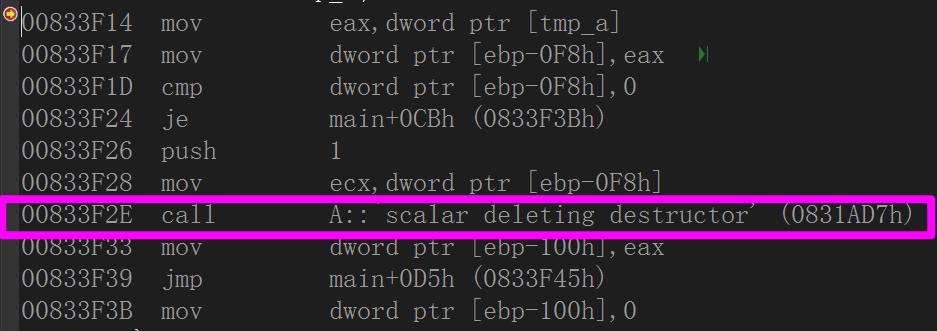 00833F14 mov eax,dword ptr [tmp_a]
00833F17 mov dword ptr [ebp-0F8h],eax
00833F1D cmp dword ptr [ebp-0F8h],0
00833F24 je main+0CBh (0833F3Bh)
00833F26 push 1
00833F28 mov ecx,dword ptr [ebp-0F8h]
00833F2E call A::`scalar deleting destructor' (0831AD7h)
00833F33 mov dword ptr [ebp-100h],eax
00833F39 jmp main+0D5h (0833F45h)
00833F3B mov dword ptr [ebp-100h],0